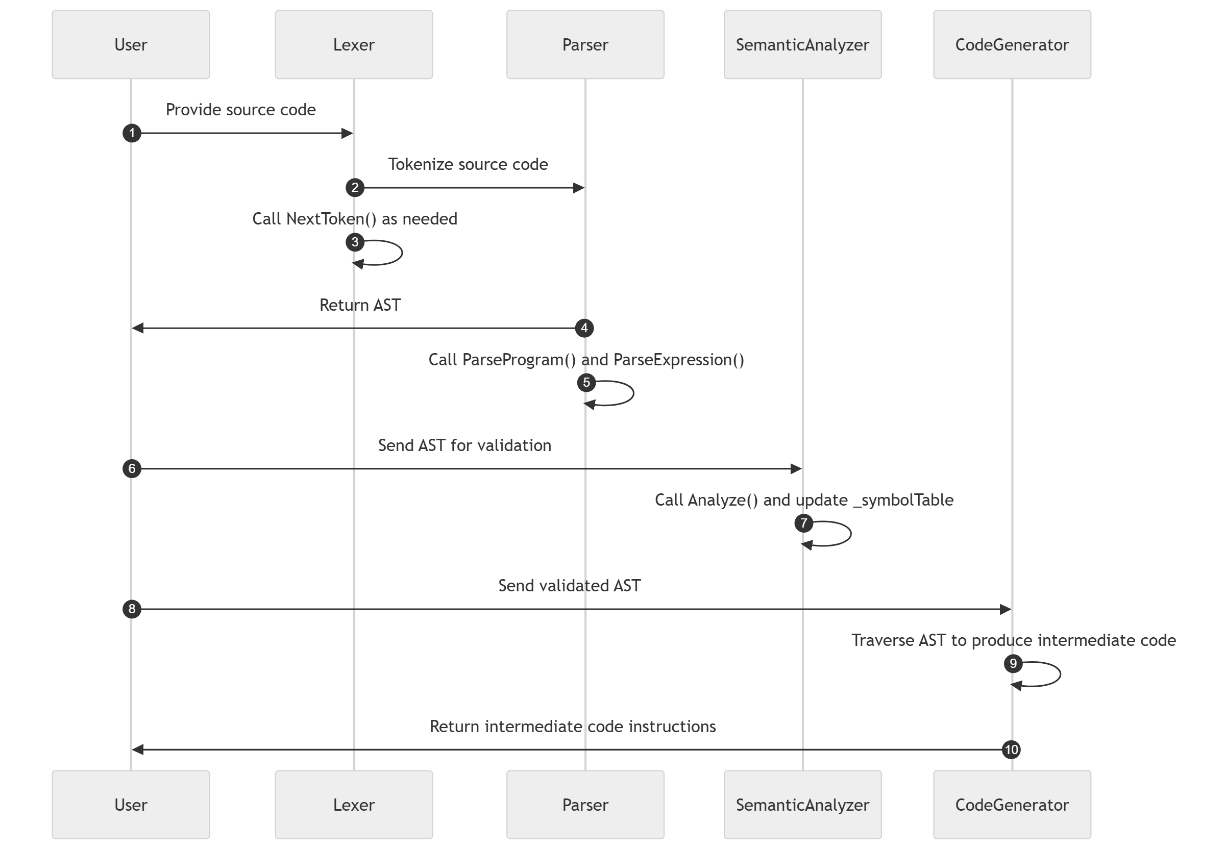 User
Lexer
Parser
SemanticAnalyzer
CodeGenerator
Provide source code
1
Tokenize source code
2
Call NextToken() as needed
3
Return AST
4
Call ParseProgram() and ParseExpression()
5
Send AST for validation
6
Call Analyze() and update _symbolTable
7
Send validated AST
8
Traverse AST to produce intermediate code
9
Return intermediate code instructions
10
User
Lexer
Parser
SemanticAnalyzer
CodeGenerator